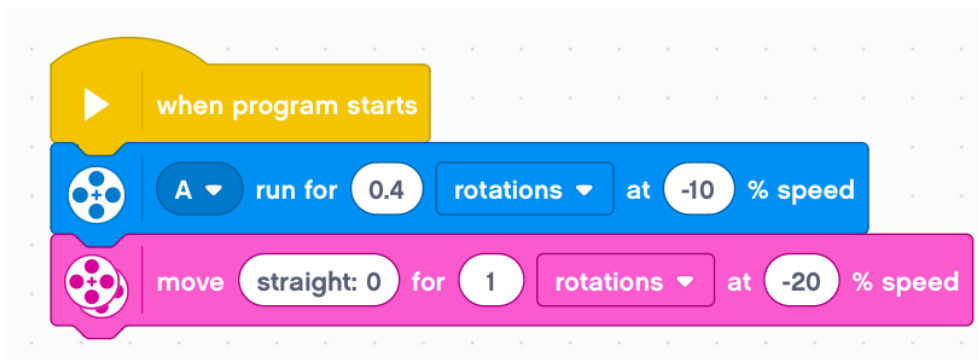 when program starts
A run for 0.4 rotations at -10 % speed
move straight: 0 for 1 rotations at -20 % speed